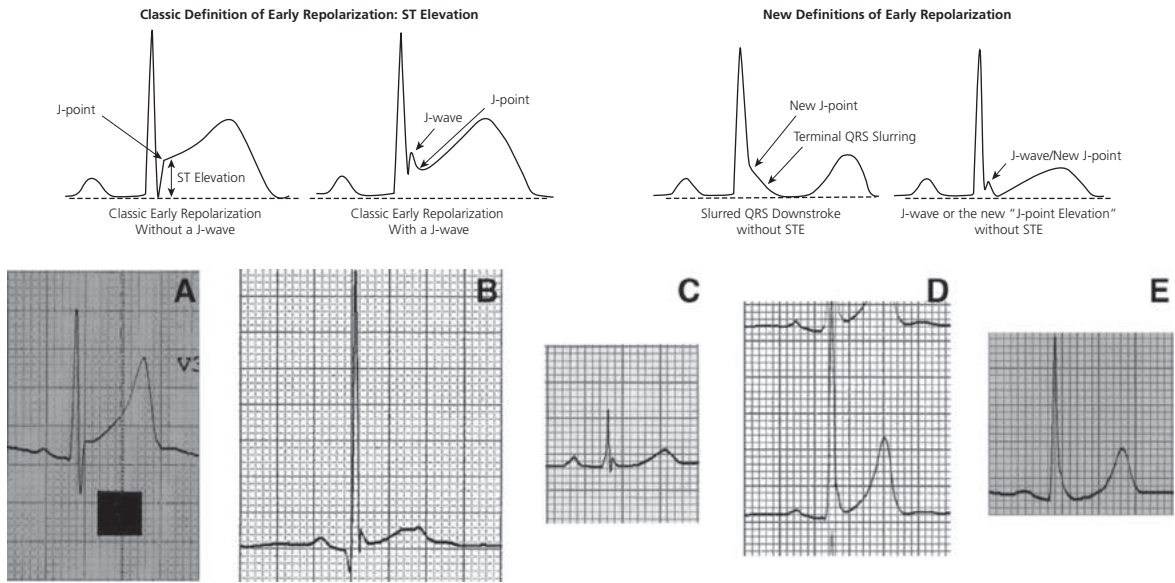 Classic Definition of Early Repolarization: ST Elevation
New Definitions of Early Repolarization
J-point
ST Elevation
Classic Early Repolarization
Without a J-wave
J-wave
J-point
Classic Early Repolarization
With a J-wave
New J-point
Terminal QRS Slurring
Slurred QRS Downstroke
without STE
J-wave/New J-point
J-wave or the new “J-point Elevation”
without STE
A
V3
B
C
D
E